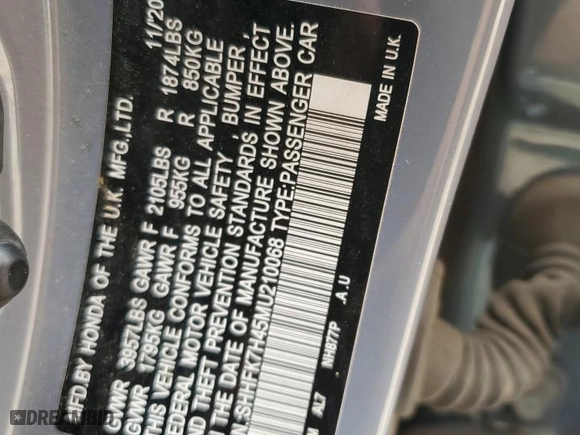 MFD BY HONDA OF THE U.K. MFG.,LTD. 11/20
GVWR 3957LBS GAWR F 2105LBS R 1874LBS
GVWR 1795KG GAWR F 955KG R 850KG
THIS VEHICLE CONFORMS TO ALL APPLICABLE
FEDERAL MOTOR VEHICLE SAFETY , BUMPER ,
AND THEFT PREVENTION STANDARDS IN EFFECT
ON THE DATE OF MANUFACTURE SHOWN ABOVE.
SHHFK7H45MU210068 TYPE:PASSENGER CAR
NH877P .A .U MADE IN U.K.
DREAMBID